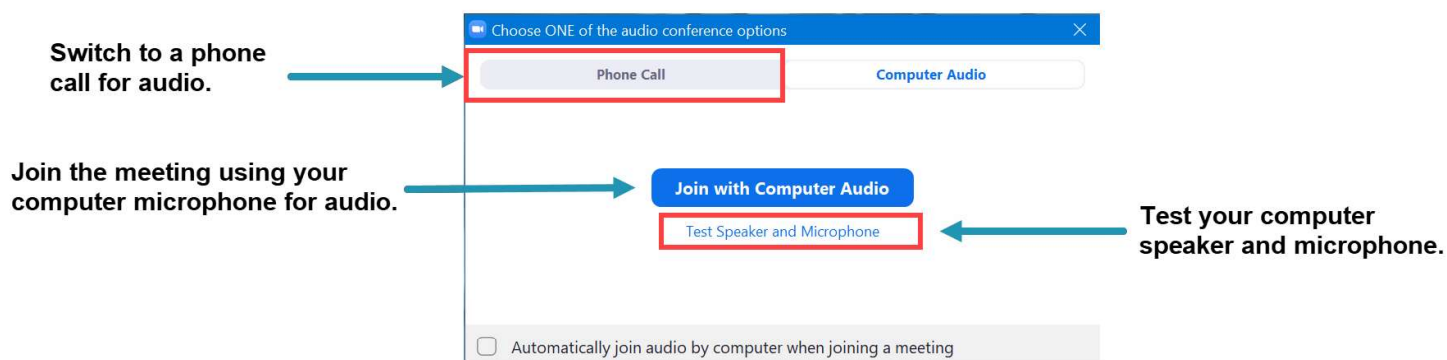 Choose ONE of the audio conference options
Switch to a phone
call for audio.
Phone Call
Computer Audio
Join the meeting using your
computer microphone for audio.
Join with Computer Audio
Test Speaker and Microphone
Test your computer
speaker and microphone.
Automatically join audio by computer when joining a meeting